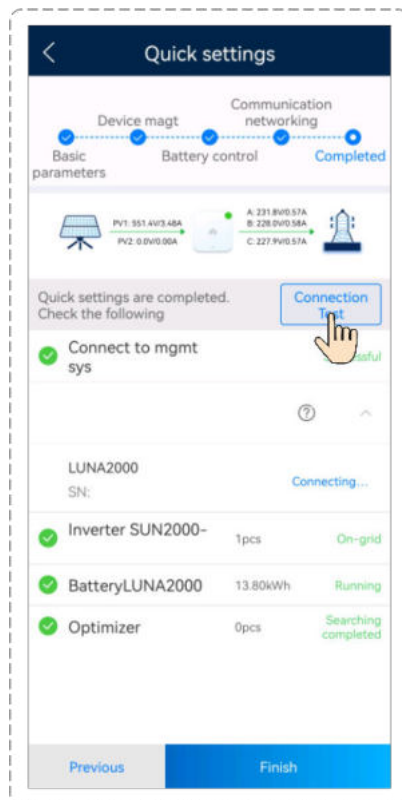 Quick settings
Communication
Device magt networking
Basic Battery control Completed
parameters
PV1: 551.4V/3.48A
PV2: 0.0V/0.00A
A: 231.8V/0.57A
B: 228.0V/0.58A
C: 227.9V/0.57A
Quick settings are completed.
Check the following
Connection
Test
Connect to mgmt
sys
LUNA2000
SN:
Connecting...
Inverter SUN2000-
1pcs
On-grid
BatteryLUNA2000
13.80kWh
Running
Optimizer
0pcs
Searching
completed
Previous
Finish